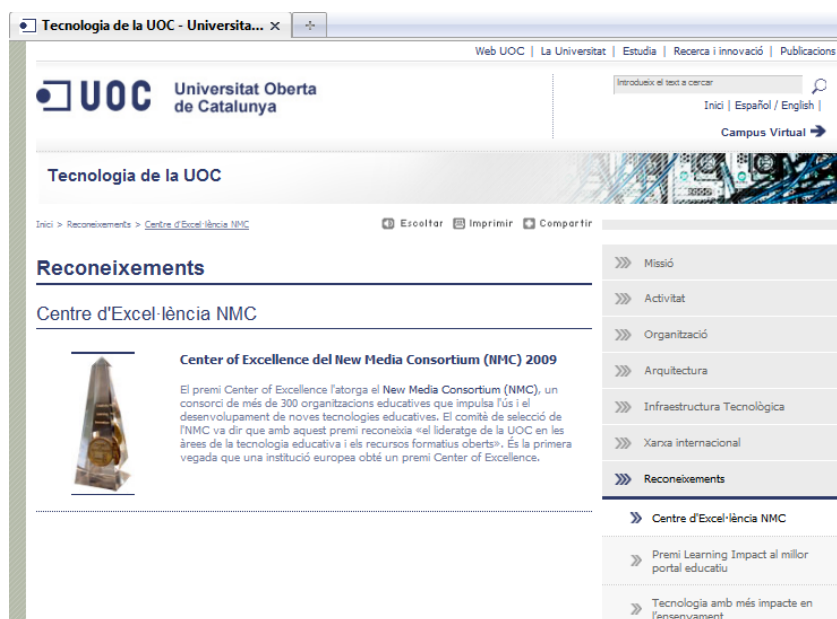 Tecnologia de la UOC - Universita... ×
Web UOC | La Universitat | Estudia | Recerca i innovació | Publicacions
UOC
Universitat Oberta
de Catalunya
Introdueix el text a cercar
Inici | Español / English |
Campus Virtual
Tecnologia de la UOC
Inici > Reconeixements > Centre d'Excel·lència NMC
Escoltar Imprimir Compartir
Reconeixements
Centre d'Excel·lència NMC
Center of Excellence del New Media Consortium (NMC) 2009
El premi Center of Excellence l'atorga el New Media Consortium (NMC), un
consorci de més de 300 organitzacions educatives que impulsa l'ús i el
desenvolupament de noves tecnologies educatives. El comitè de selecció de
l'NMC va dir que amb aquest premi reconeixia «el lideratge de la UOC en les
àrees de la tecnologia educativa i els recursos formatius oberts». És la primera
vegada que una institució europea obté un premi Center of Excellence.
Missió
Activitat
Organització
Arquitectura
Infraestructura Tecnològica
Xarxa internacional
Reconeixements
Centre d'Excel·lència NMC
Premi Learning Impact al millor
portal educatiu
Tecnologia amb més impacte en
l'ensenyament